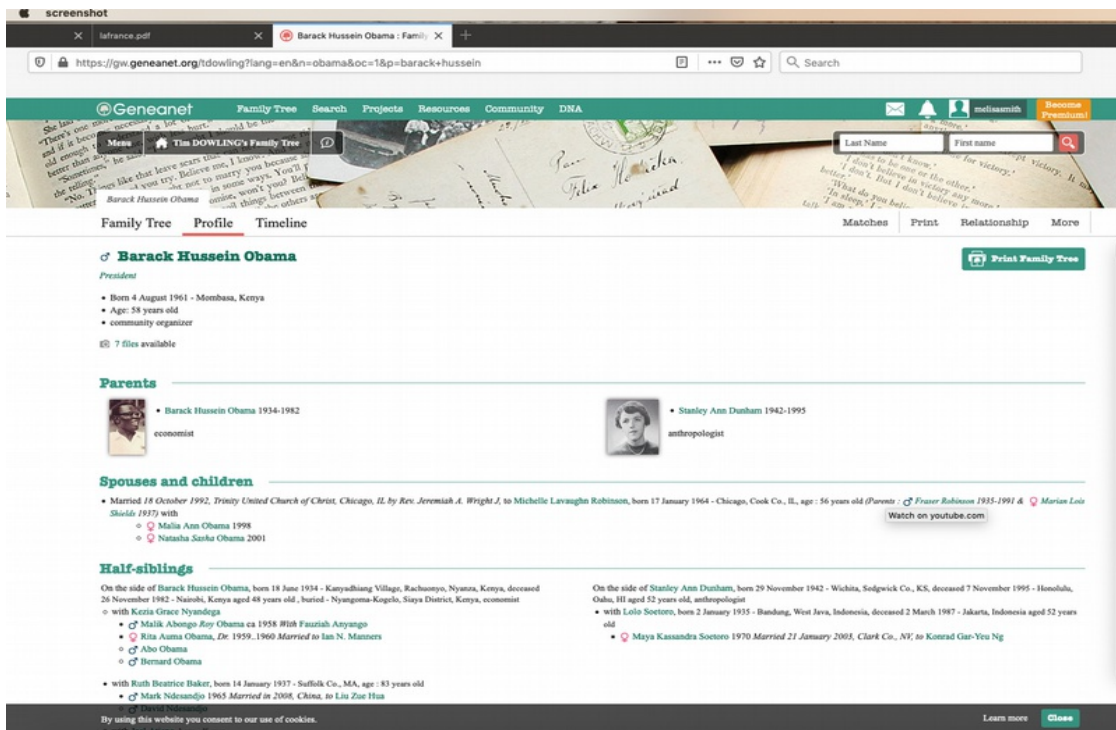 screenshot
lafrance.pdf
Barack Hussein Obama : Family
https://gw.geneanet.org/tdowling?lang=en&n=obama&oc=1&p=barack+hussein
Search
Geneanet Family Tree Search Projects Resources Community DNA melissasmith Become Premium!
Menu Tim DOWLING's Family Tree Last Name First name
Barack Hussein Obama
Family Tree Profile Timeline Matches Print Relationship More
♂ Barack Hussein Obama Print Family Tree
President
• Born 4 August 1961 - Mombasa, Kenya
• Age: 58 years old
• community organizer
7 files available
Parents
• Barack Hussein Obama 1934-1982
economist
• Stanley Ann Dunham 1942-1995
anthropologist
Spouses and children
• Married 18 October 1992, Trinity United Church of Christ, Chicago, IL by Rev. Jeremiah A. Wright J, to Michelle Lavaughn Robinson, born 17 January 1964 - Chicago, Cook Co., IL, age : 56 years old (Parents : ♂ Fraser Robinson 1935-1991 & ♀ Marian Lois
Shields 1937) with
Watch on youtube.com
♀ Malia Ann Obama 1998
♀ Natasha Sasha Obama 2001
Half-siblings
On the side of Barack Hussein Obama, born 18 June 1934 - Kanyadhiang Village, Rachuonyo, Nyanza, Kenya, deceased
26 November 1982 - Nairobi, Kenya aged 48 years old , buried - Nyangoma-Kogelo, Siaya District, Kenya, economist
with Kezia Grace Nyandega
♂ Malik Abongo Roy Obama ca 1958 With Fauziah Anyango
♀ Rita Auma Obama, Dr. 1959..1960 Married to Ian N. Manners
♂ Abo Obama
♂ Bernard Obama
• with Ruth Beatrice Baker, born 14 January 1937 - Suffolk Co., MA, age : 83 years old
♂ Mark Ndesandjo 1965 Married in 2008, China, to Liu Zue Hua
♂ David Ndesandjo
On the side of Stanley Ann Dunham, born 29 November 1942 - Wichita, Sedgwick Co., KS, deceased 7 November 1995 - Honolulu,
Oahu, HI aged 52 years old, anthropologist
• with Lolo Soetoro, born 2 January 1935 - Bandung, West Java, Indonesia, deceased 2 March 1987 - Jakarta, Indonesia aged 52 years
old
♀ Maya Kassandra Soetoro 1970 Married 21 January 2003, Clark Co., NV, to Konrad Gar-Yeu Ng
By using this website you consent to our use of cookies. Learn more Close